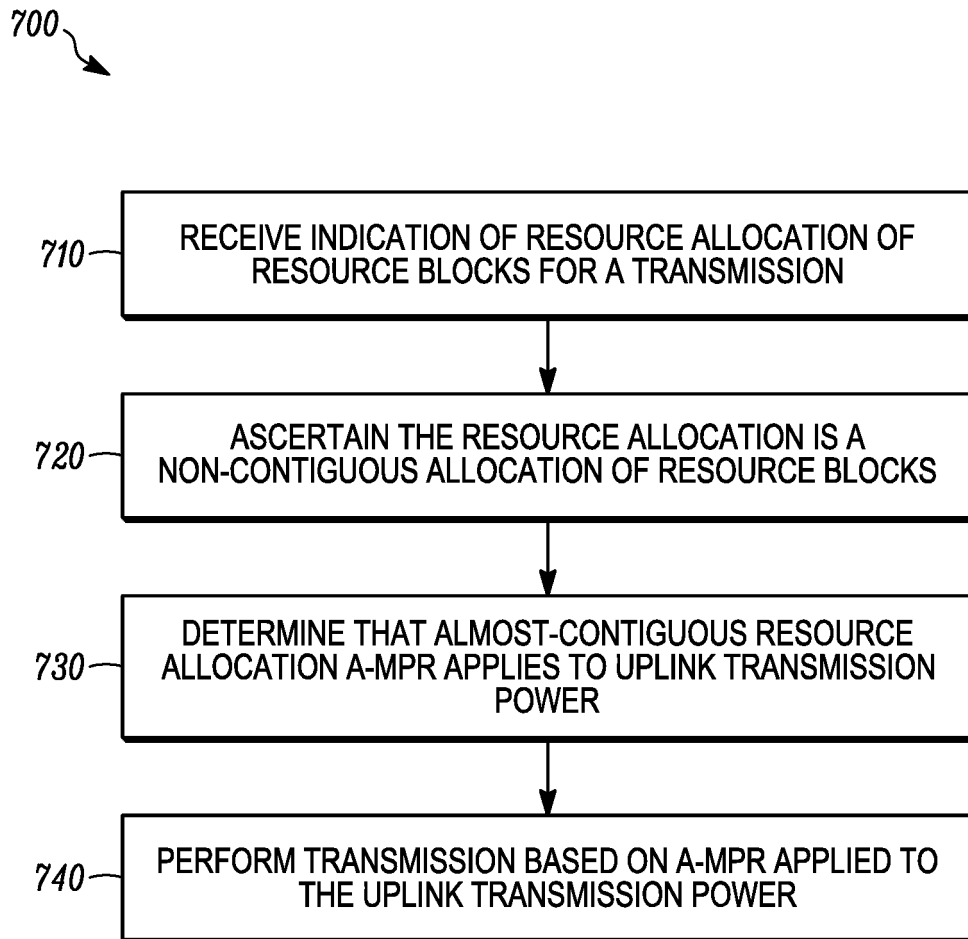 700
710
RECEIVE INDICATION OF RESOURCE ALLOCATION OF
RESOURCE BLOCKS FOR A TRANSMISSION
720
ASCERTAIN THE RESOURCE ALLOCATION IS A
NON-CONTIGUOUS ALLOCATION OF RESOURCE BLOCKS
730
DETERMINE THAT ALMOST-CONTIGUOUS RESOURCE
ALLOCATION A-MPR APPLIES TO UPLINK TRANSMISSION
POWER
740
PERFORM TRANSMISSION BASED ON A-MPR APPLIED TO
THE UPLINK TRANSMISSION POWER